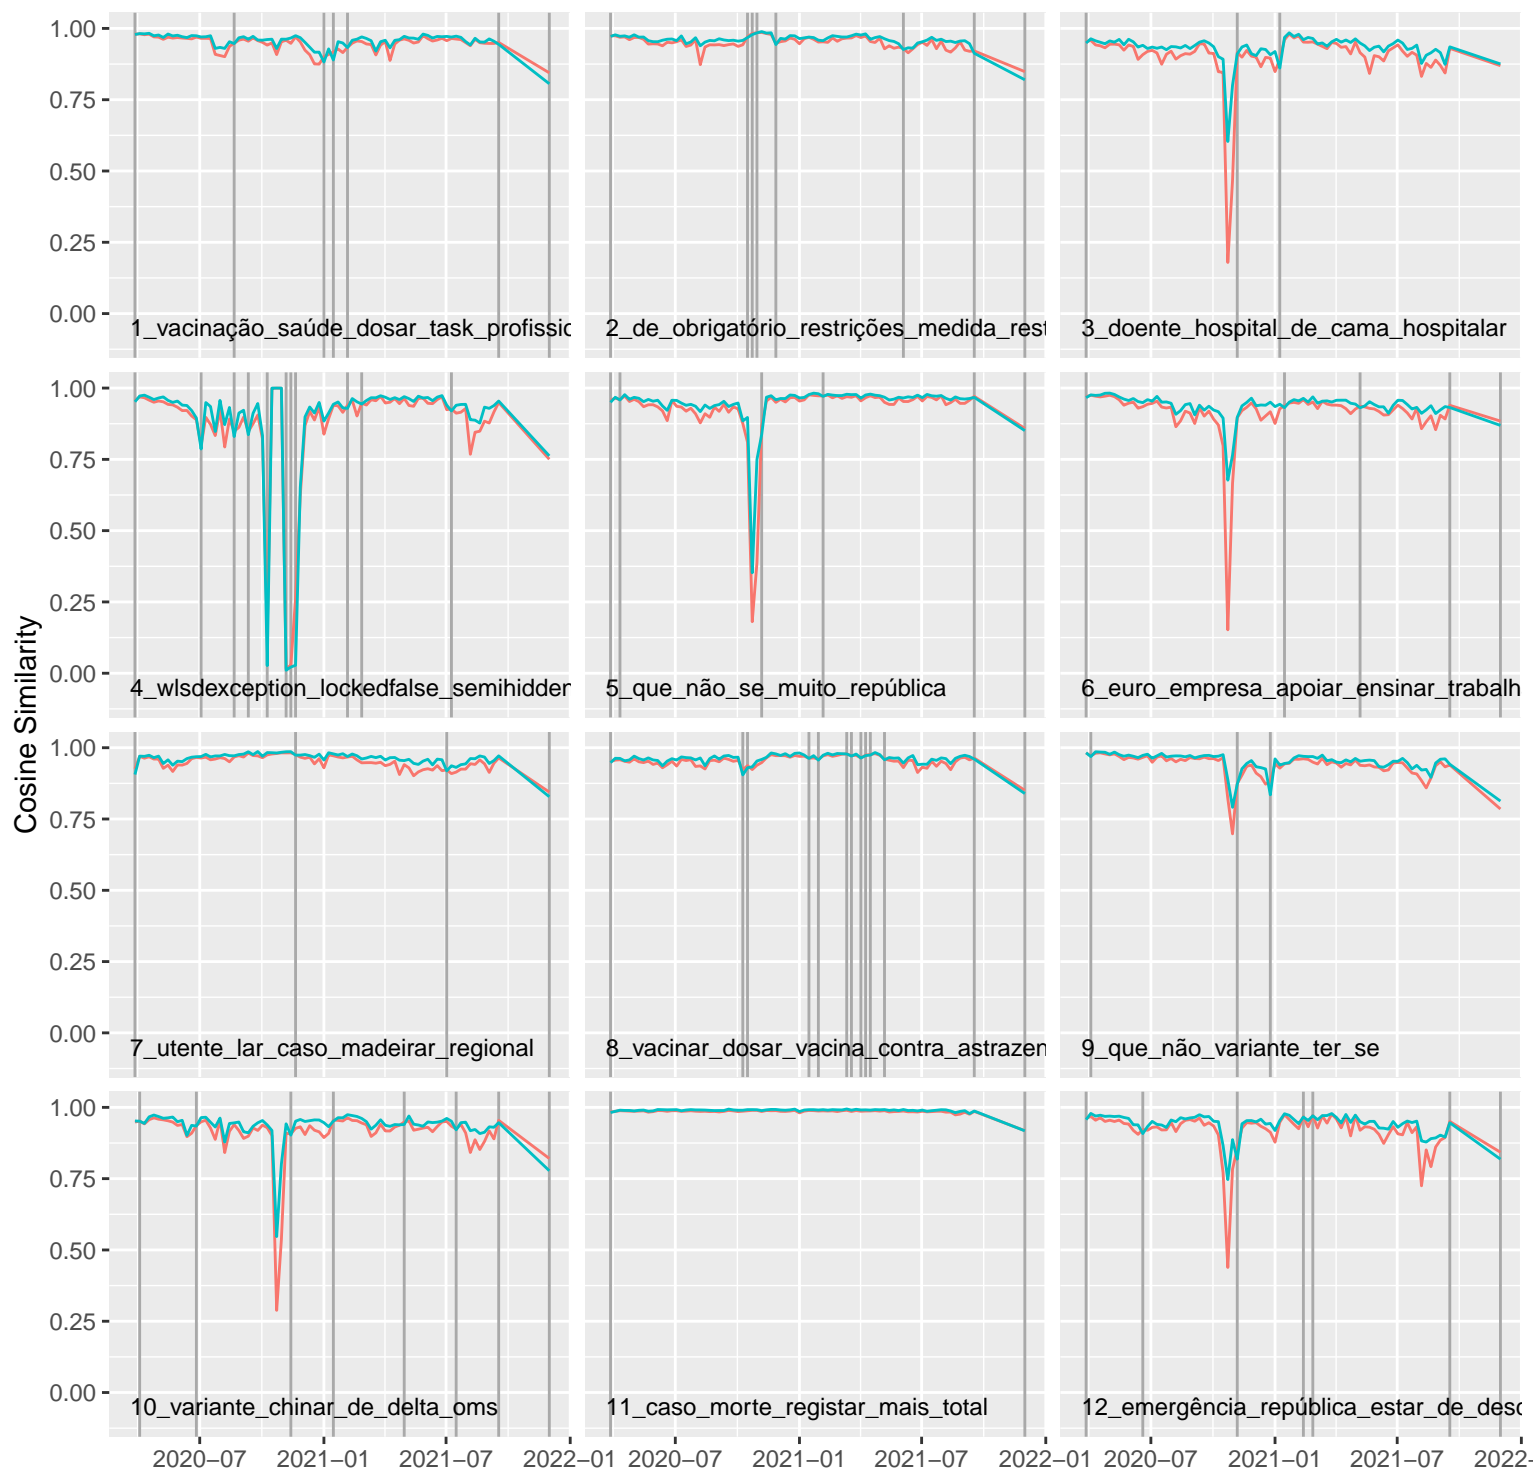 1.00
0.75
0.50
0.25
0.00
1_vacinação_saúde_dosar_task_profissio
2_de_obrigatório_restrições_medida_rest
3_doente_hospital_de_cama_hospitalar
1.00
0.75
0.50
0.25
0.00
4_wlsdexception_lockedfalse_semihidden
5_que_não_se_muito_república
6_euro_empresa_apoiar_ensinar_trabalh
Cosine Similarity
1.00
0.75
0.50
0.25
0.00
7_utente_lar_caso_madeirar_regional
8_vacinar_dosar_vacina_contra_astrazen
9_que_não_variante_ter_se
1.00
0.75
0.50
0.25
0.00
10_variante_chinar_de_delta_oms
11_caso_morte_registar_mais_total
12_emergência_república_estar_de_desc
2020−07 2021−01 2021−07 2022−01 2020−07 2021−01 2021−07 2022−01 2020−07 2021−01 2021−07 2022−